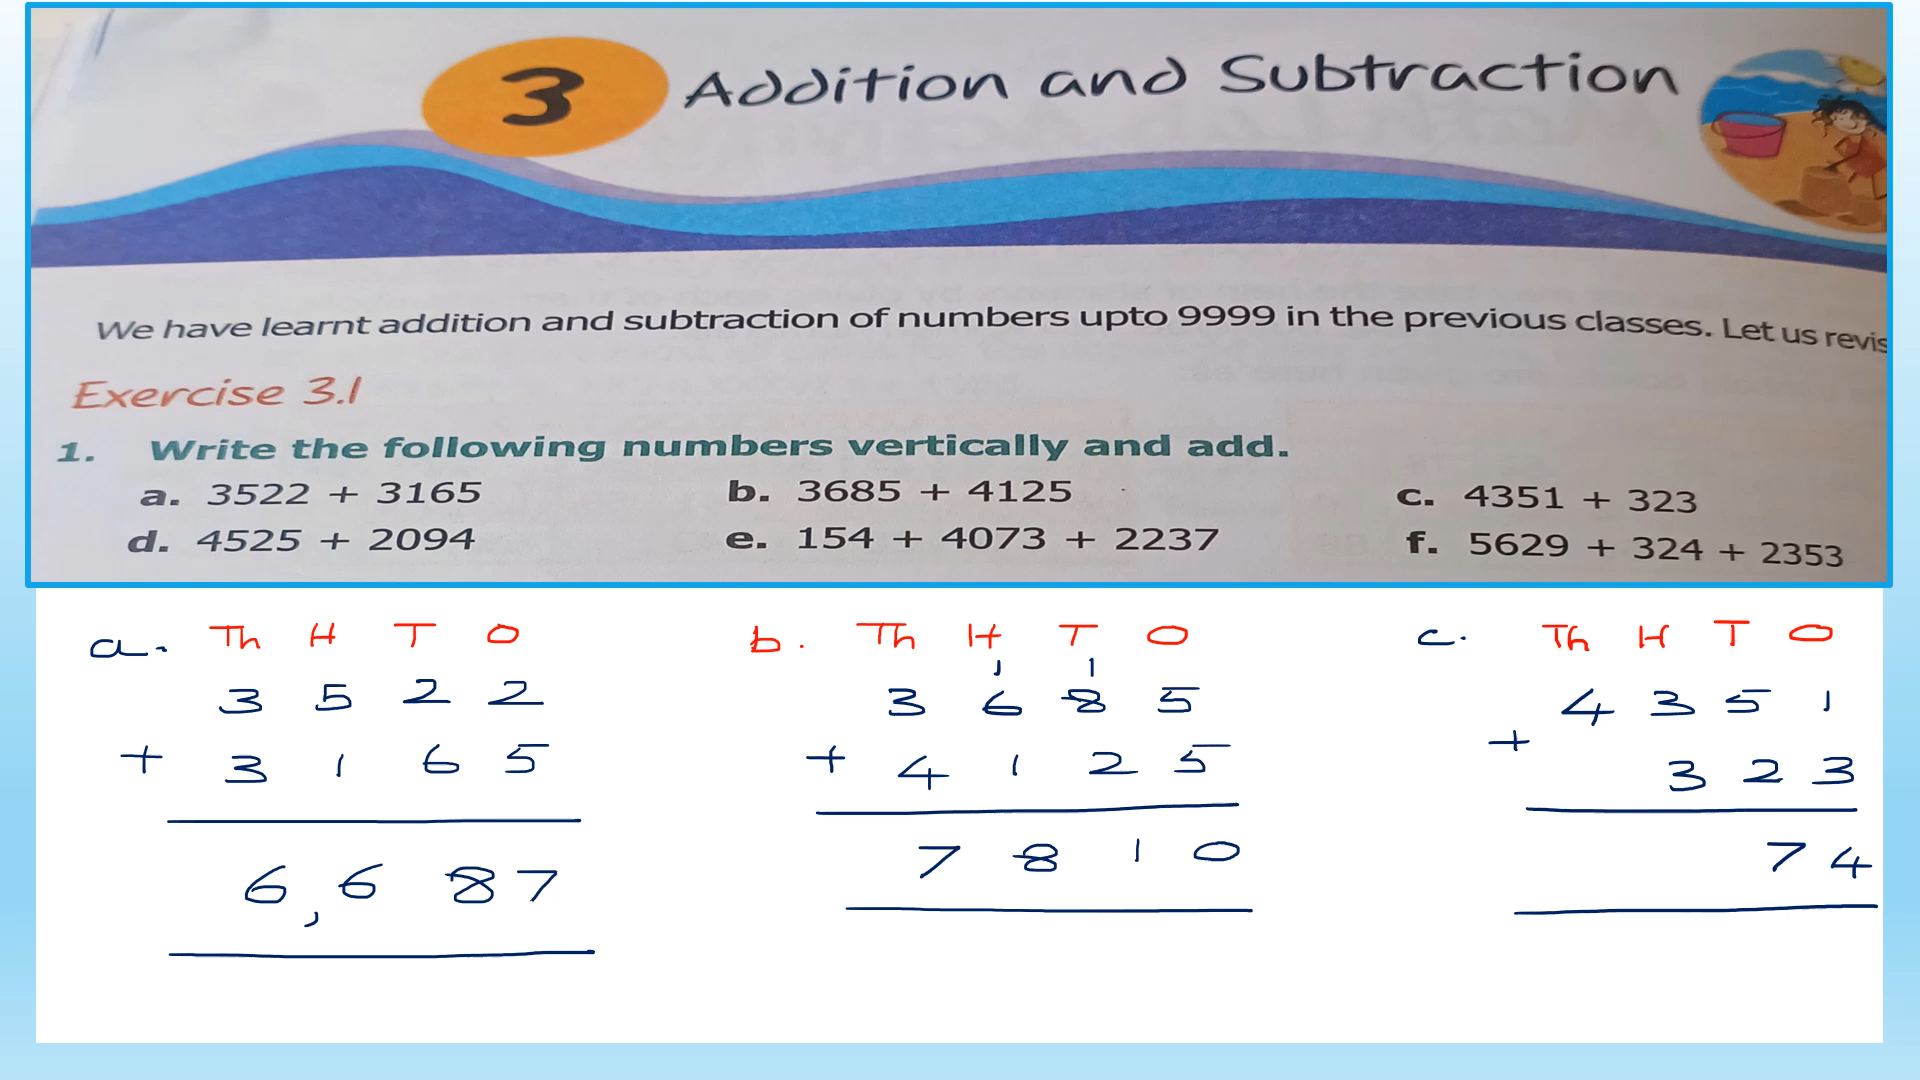 3 Addition and Subtraction
We have learnt addition and subtraction of numbers upto 9999 in the previous classes. Let us revis
Exercise 3.1
1. Write the following numbers vertically and add.
a. 3522 + 3165 b. 3685 + 4125 c. 4351 + 323
d. 4525 + 2094 e. 154 + 4073 + 2237 f. 5629 + 324 + 2353
a. Th H T O
3 5 2 2
+ 3 1 6 5
6,6 8 7
b. Th H T O
1 1
3 6 8 5
+ 4 1 2 5
7 8 1 0
c. Th H T O
4 3 5 1
+ 3 2 3
7 4